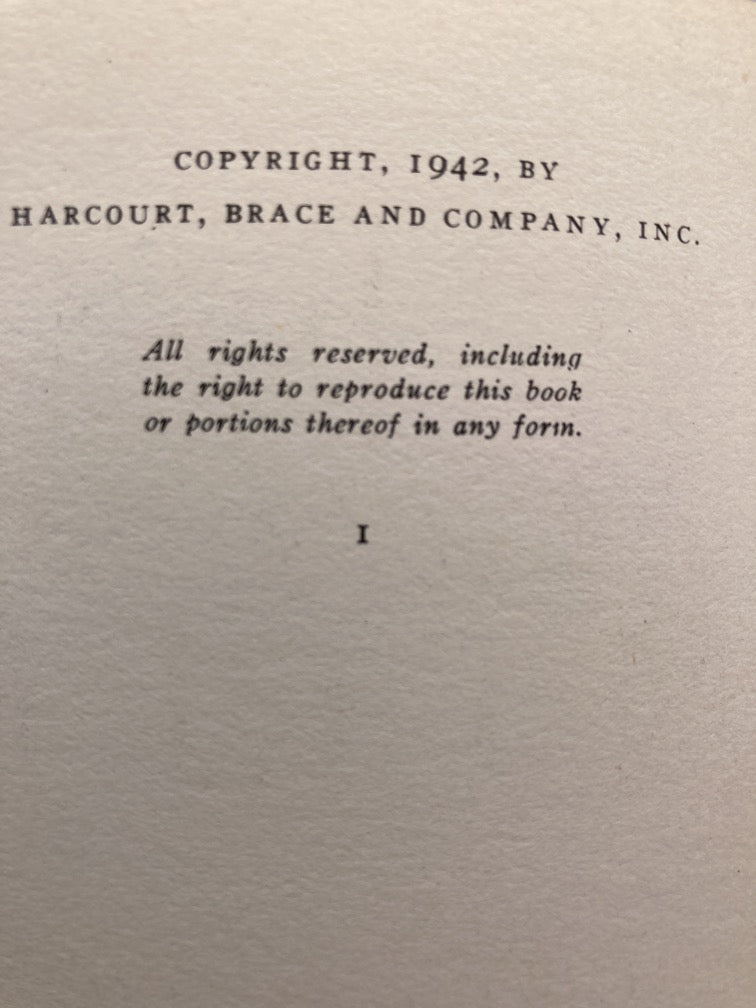 COPYRIGHT, 1942, BY
HARCOURT, BRACE AND COMPANY, INC.
All rights reserved, including
the right to reproduce this book
or portions thereof in any form.
I